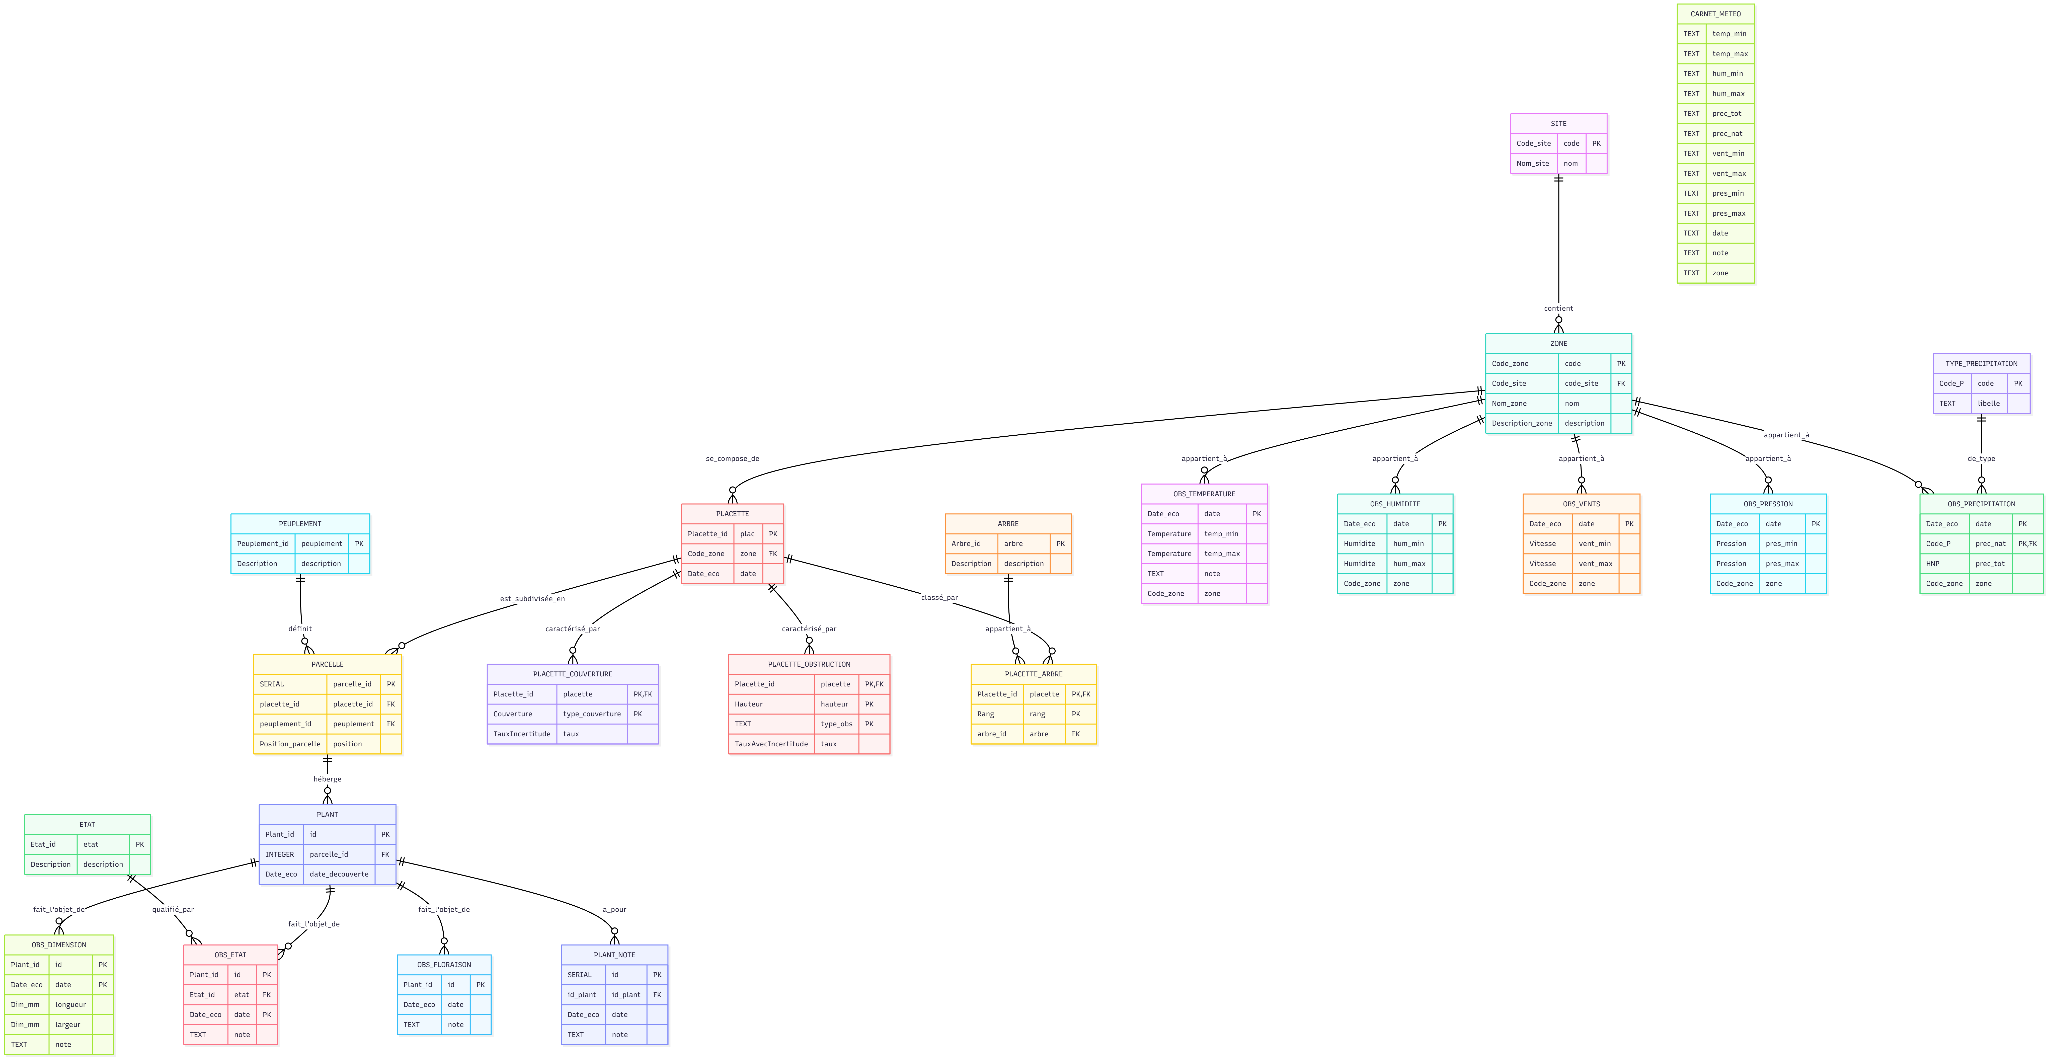 CARNET_METEO
TEXT temp_min
TEXT temp_max
TEXT hum_min
TEXT hum_max
TEXT prec_tot
TEXT prec_nat
TEXT vent_min
TEXT vent_max
TEXT pres_min
TEXT pres_max
TEXT date
TEXT note
TEXT zone
SITE
Code_site code PK
Nom_site nom
contient
ZONE
Code_zone code PK
Code_site code_site FK
Nom_zone nom
Description_zone description
TYPE_PRECIPITATION
Code_P code PK
TEXT libelle
se_compose_de
appartient_à
appartient_à
appartient_à
appartient_à
appartient_à
de_type
OBS_TEMPERATURE
Date_eco date PK
Temperature temp_min
Temperature temp_max
TEXT note
Code_zone zone
OBS_HUMIDITE
Date_eco date PK
Humidite hum_min
Humidite hum_max
Code_zone zone
OBS_VENTS
Date_eco date PK
Vitesse vent_min
Vitesse vent_max
Code_zone zone
OBS_PRESSION
Date_eco date PK
Pression pres_min
Pression pres_max
Code_zone zone
OBS_PRECIPITATION
Date_eco date PK
Code_P prec_nat PK,FK
HNP prec_tot
Code_zone zone
PEUPLEMENT
Peuplement_id peuplement PK
Description description
PLACETTE
Placette_id plac PK
Code_zone zone FK
Date_eco date
ARBRE
Arbre_id arbre PK
Description description
définit
est_subdivisée_en
caractérisé_par
caractérisé_par
classé_par
appartient_à
PARCELLE
SERIAL parcelle_id PK
placette_id placette_id FK
peuplement_id peuplement FK
Position_parcelle position
PLACETTE_COUVERTURE
Placette_id placette PK,FK
Couverture type_couverture PK
TauxIncertitude taux
PLACETTE_OBSTRUCTION
Placette_id placette PK,FK
Hauteur hauteur PK
TEXT type_obs PK
TauxAvecIncertitude taux
PLACETTE_ARBRE
Placette_id placette PK,FK
Rang rang PK
arbre_id arbre FK
héberge
ETAT
Etat_id etat PK
Description description
PLANT
Plant_id id PK
INTEGER parcelle_id FK
Date_eco date_decouverte
fait_l'objet_de
qualifié_par
fait_l'objet_de
fait_l'objet_de
a_pour
OBS_DIMENSION
Plant_id id PK
Date_eco date PK
Dim_mm longueur
Dim_mm largeur
TEXT note
OBS_ETAT
Plant_id id PK
Etat_id etat FK
Date_eco date PK
TEXT note
OBS_FLORAISON
Plant_id id PK
Date_eco date
TEXT note
PLANT_NOTE
SERIAL id PK
id_plant id_plant FK
Date_eco date
TEXT note